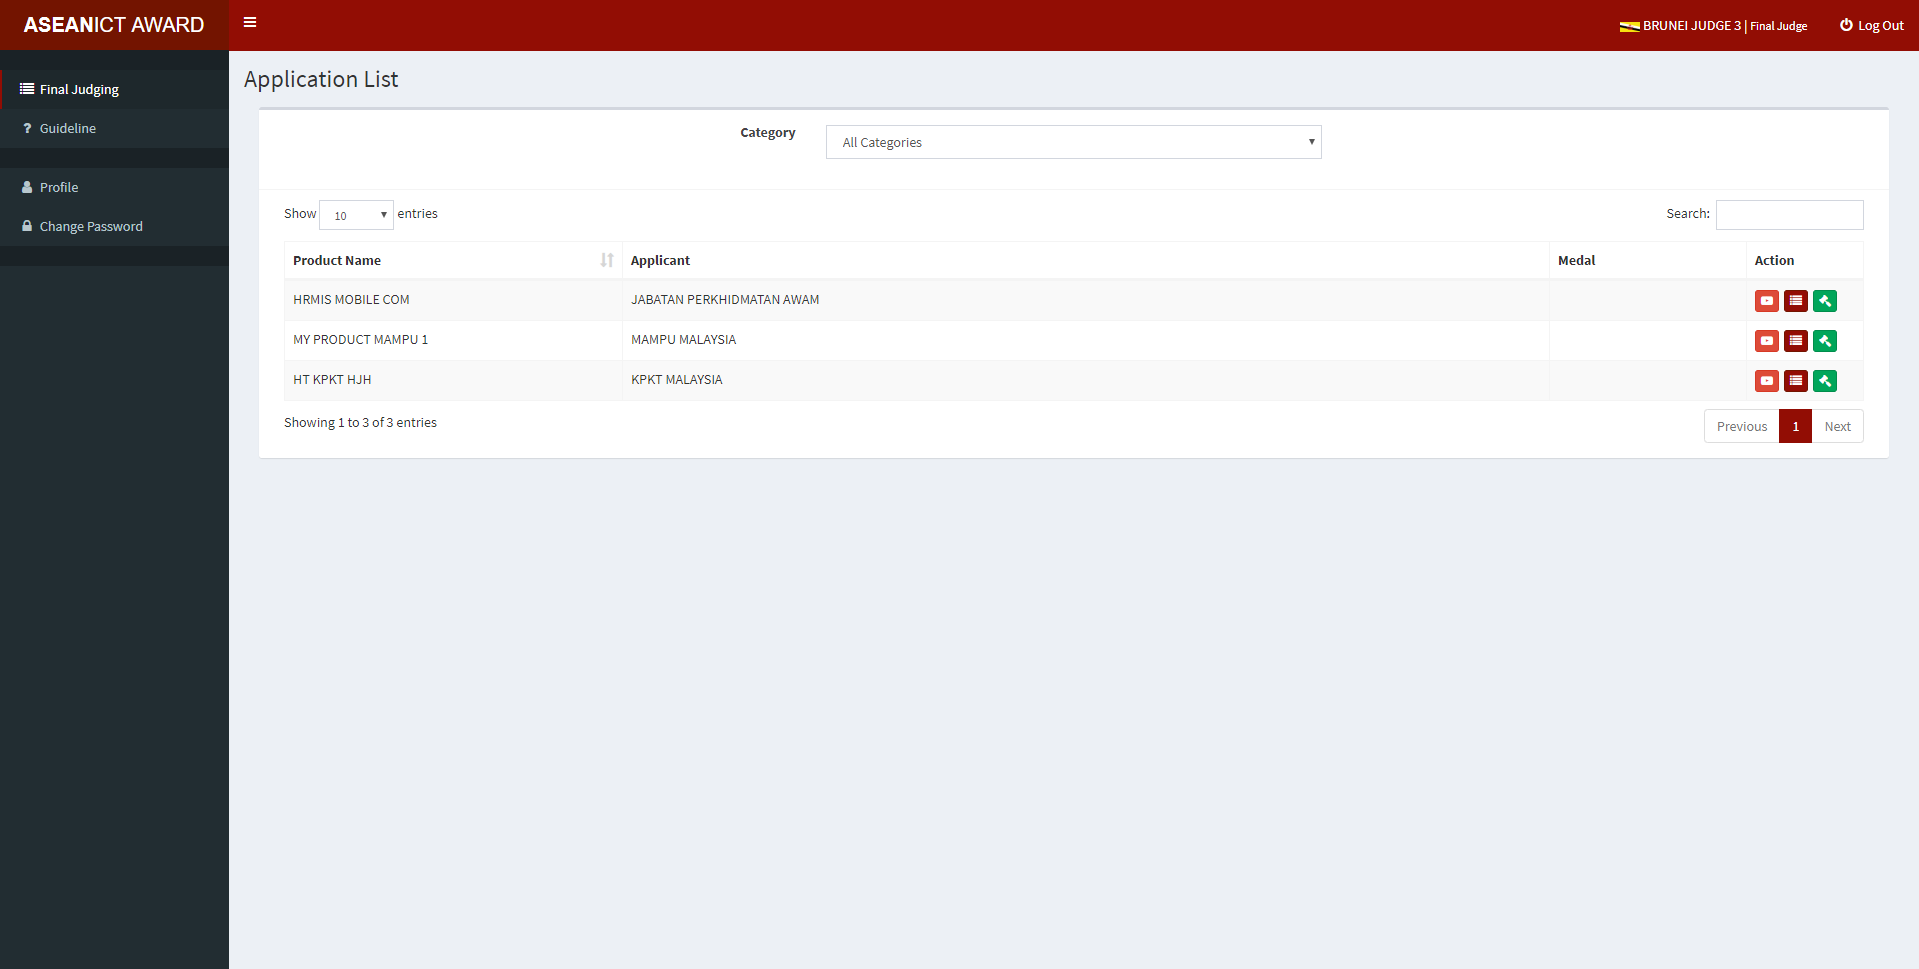 ASEANICT AWARD
BRUNEI JUDGE 3 | Final Judge
Log Out
Final Judging
Guideline
Profile
Change Password
Application List
Category
All Categories
Show 10 entries
Search:
Product Name Applicant Medal Action
HRMIS MOBILE COM JABATAN PERKHIDMATAN AWAM
MY PRODUCT MAMPU 1 MAMPU MALAYSIA
HT KPKT HJH KPKT MALAYSIA
Showing 1 to 3 of 3 entries
Previous 1 Next